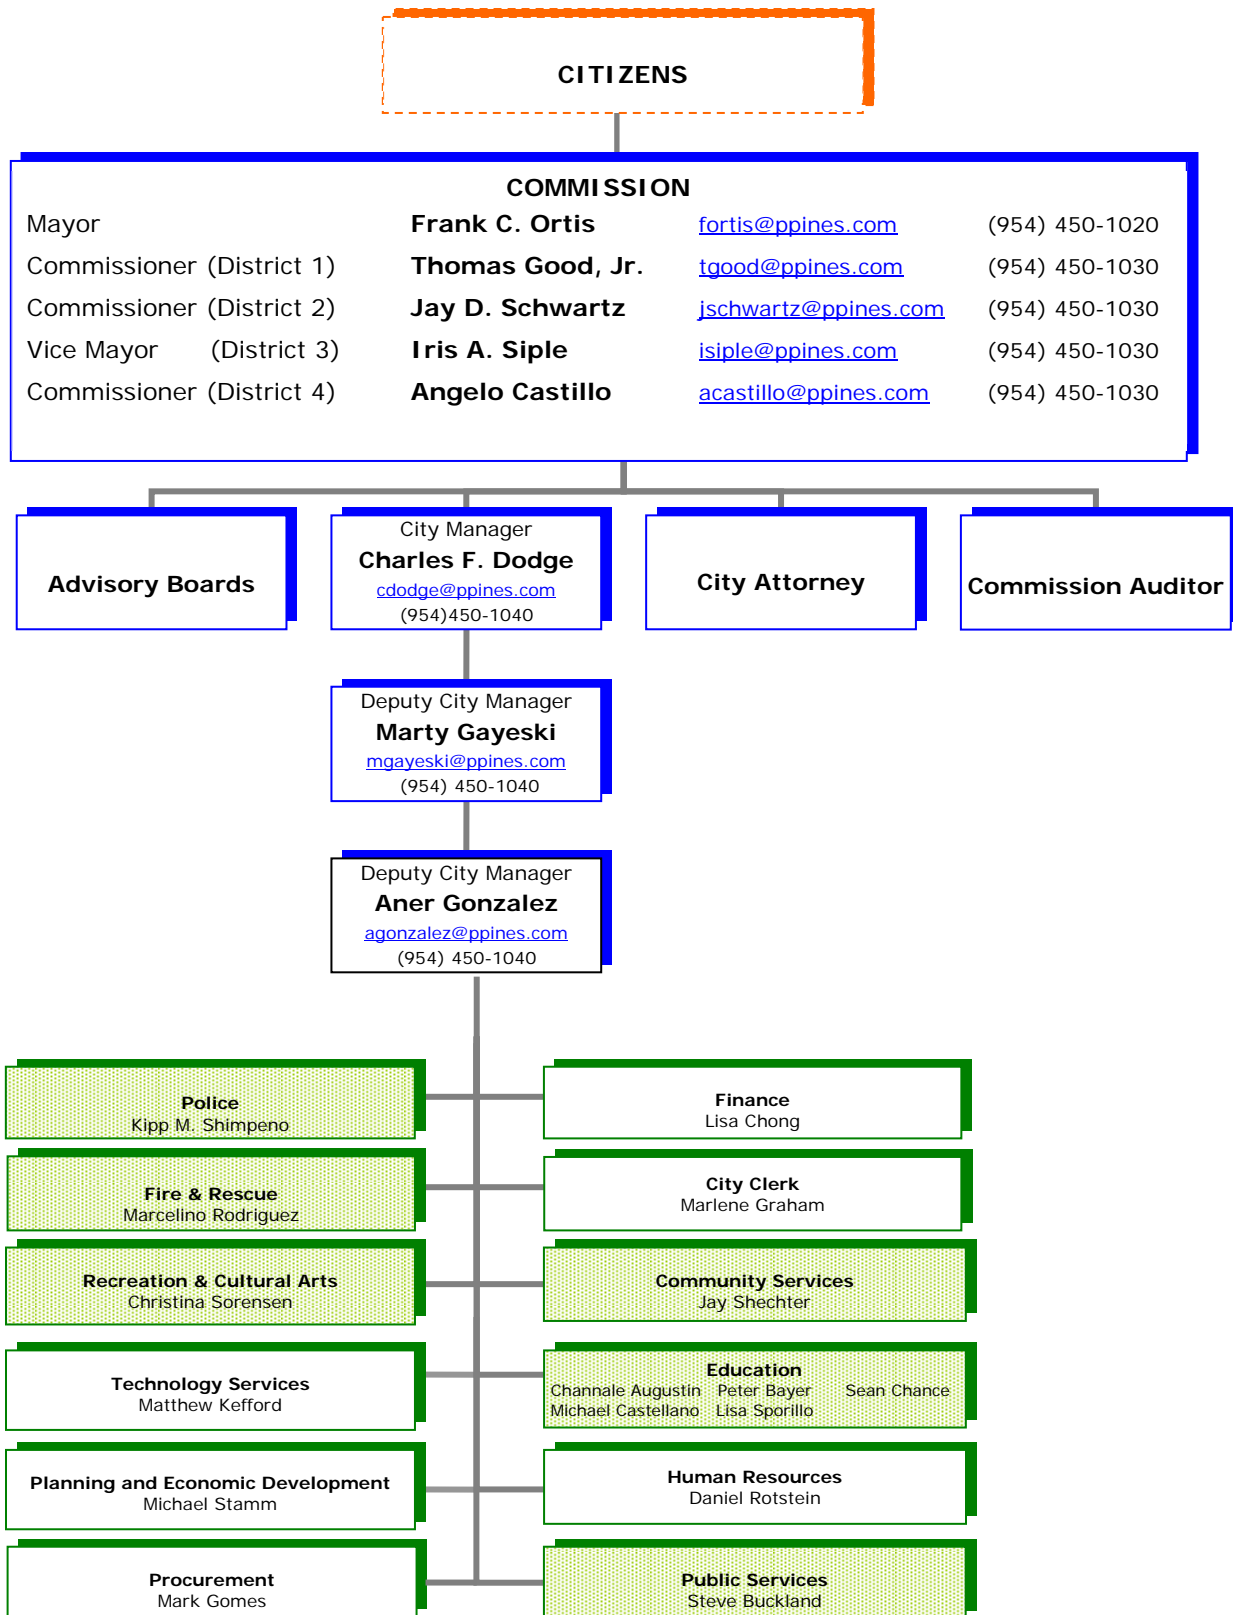 CITIZENS
COMMISSION
Mayor Frank C. Ortis fortis@ppines.com (954) 450-1020
Commissioner (District 1) Thomas Good, Jr. tgood@ppines.com (954) 450-1030
Commissioner (District 2) Jay D. Schwartz jschwartz@ppines.com (954) 450-1030
Vice Mayor (District 3) Iris A. Siple isiple@ppines.com (954) 450-1030
Commissioner (District 4) Angelo Castillo acastillo@ppines.com (954) 450-1030
Advisory Boards
City Manager
Charles F. Dodge
cdodge@ppines.com
(954)450-1040
City Attorney
Commission Auditor
Deputy City Manager
Marty Gayeski
mgayeski@ppines.com
(954) 450-1040
Deputy City Manager
Aner Gonzalez
agonzalez@ppines.com
(954) 450-1040
Police
Kipp M. Shimpeno
Finance
Lisa Chong
Fire & Rescue
Marcelino Rodriguez
City Clerk
Marlene Graham
Recreation & Cultural Arts
Christina Sorensen
Community Services
Jay Shechter
Technology Services
Matthew Kefford
Education
Channale Augustin Peter Bayer Sean Chance
Michael Castellano Lisa Sporillo
Planning and Economic Development
Michael Stamm
Human Resources
Daniel Rotstein
Procurement
Mark Gomes
Public Services
Steve Buckland